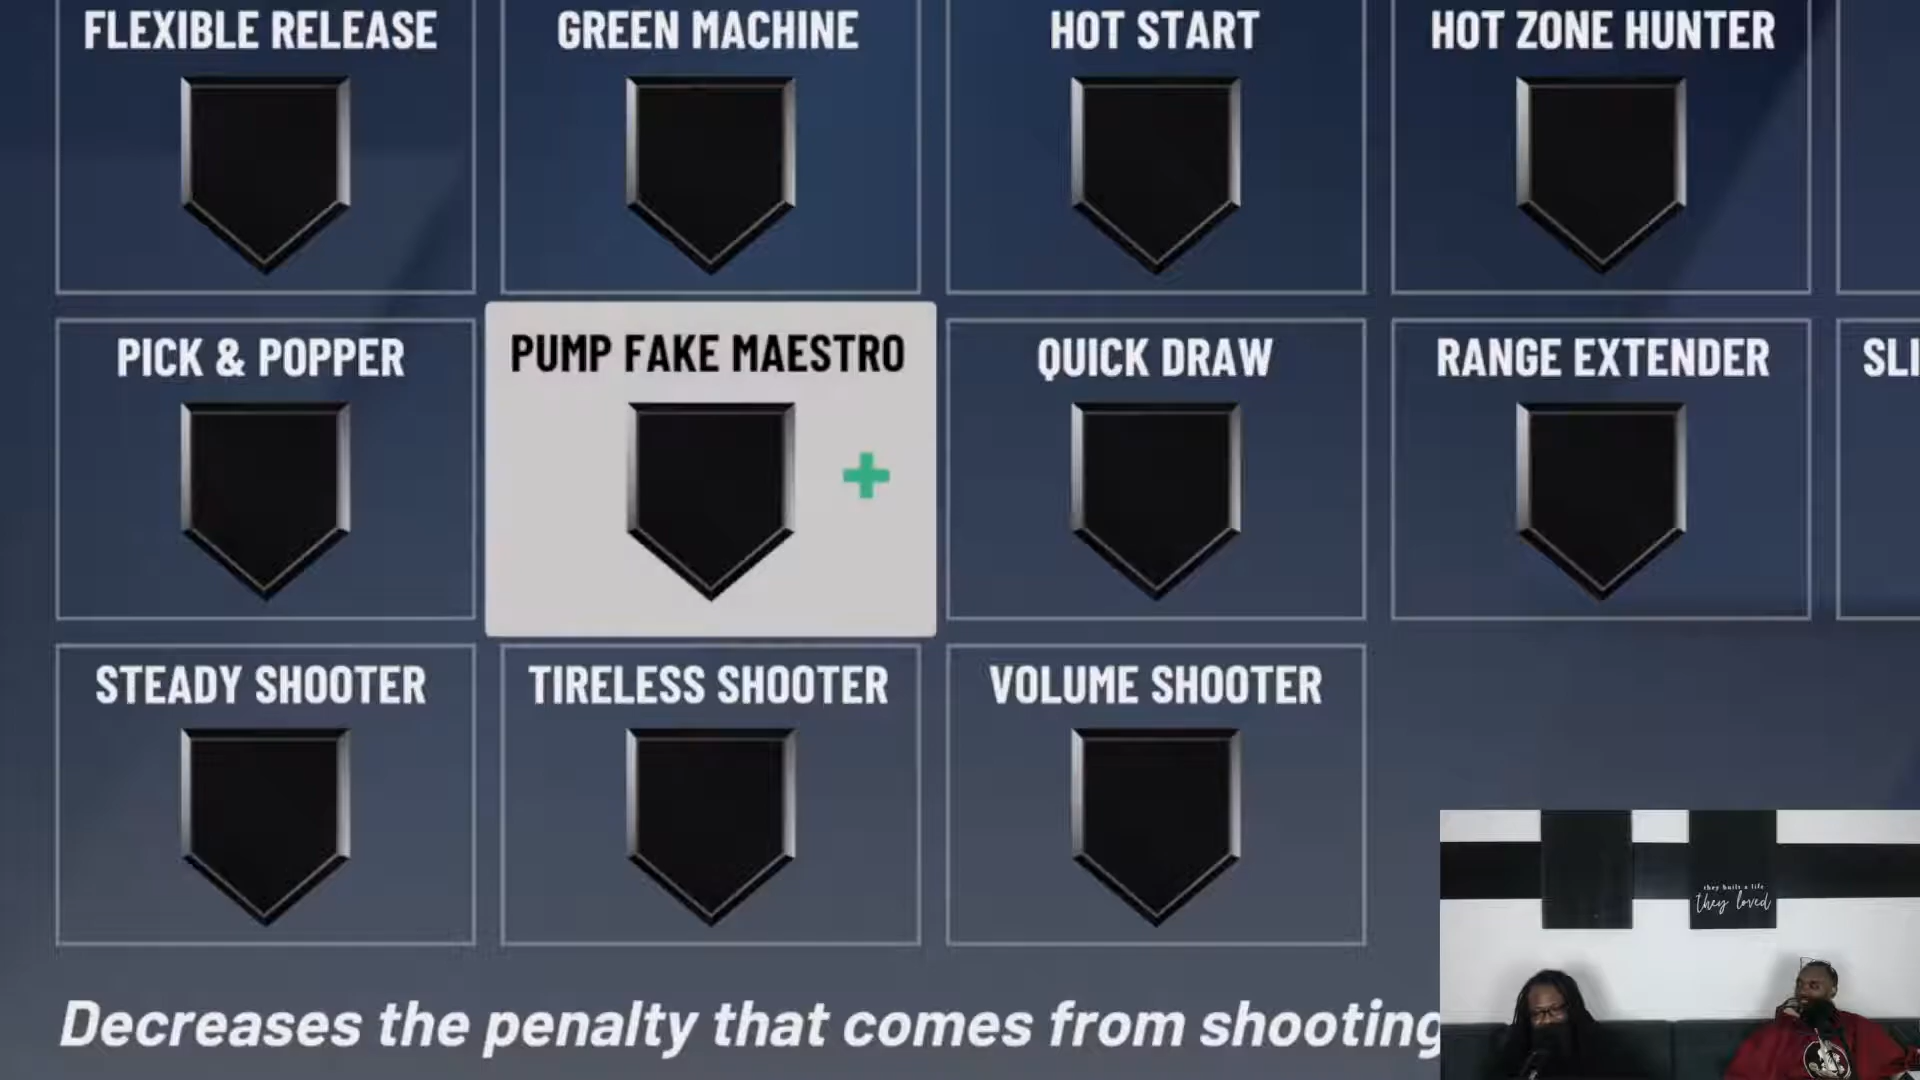 FLEXIBLE RELEASE
GREEN MACHINE
HOT START
HOT ZONE HUNTER
PICK & POPPER
PUMP FAKE MAESTRO
QUICK DRAW
RANGE EXTENDER
SLI
STEADY SHOOTER
TIRELESS SHOOTER
VOLUME SHOOTER
they built a life
they loved
Decreases the penalty that comes from shooting